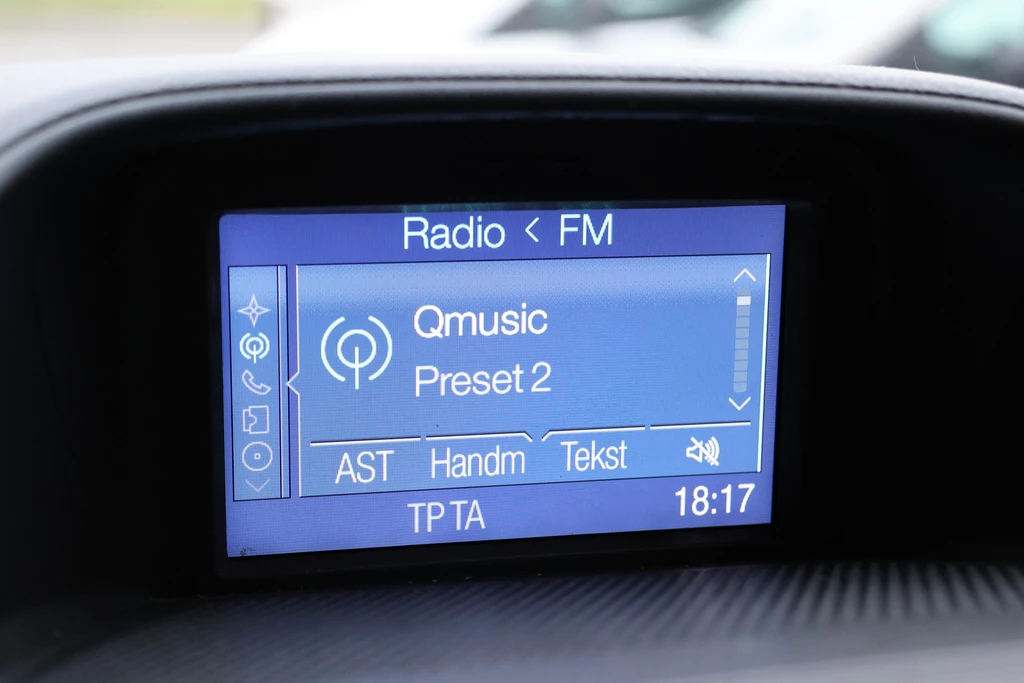 Radio < FM
Qmusic
Preset 2
AST Handm Tekst
TP TA
18:17